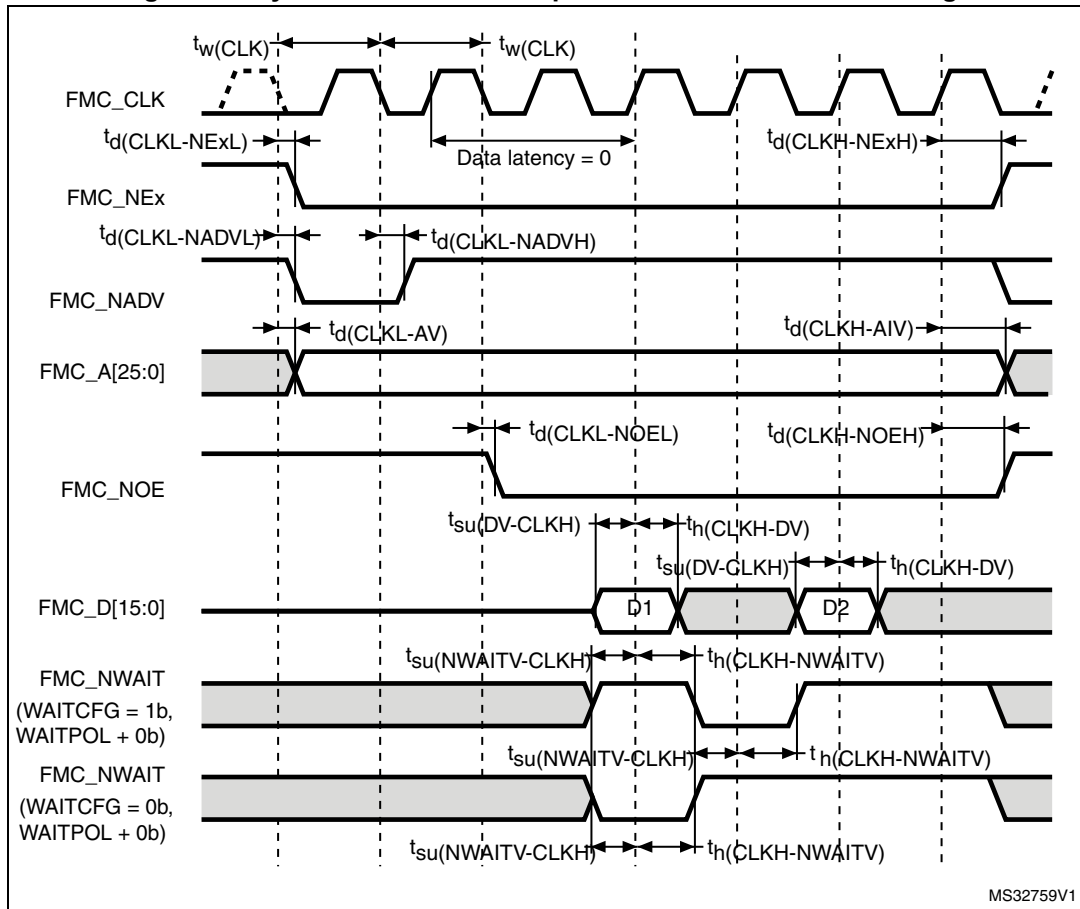 tw(CLK) tw(CLK)
FMC_CLK
td(CLKL-NExL) Data latency = 0 td(CLKH-NExH)
FMC_NEx
td(CLKL-NADVL) td(CLKL-NADVH)
FMC_NADV
td(CLKL-AV) td(CLKH-AIV)
FMC_A[25:0]
td(CLKL-NOEL) td(CLKH-NOEH)
FMC_NOE
tsu(DV-CLKH) th(CLKH-DV)
tsu(DV-CLKH) th(CLKH-DV)
FMC_D[15:0] D1 D2
tsu(NWAITV-CLKH) th(CLKH-NWAITV)
FMC_NWAIT
(WAITCFG = 1b,
WAITPOL + 0b)
tsu(NWAITV-CLKH) th(CLKH-NWAITV)
FMC_NWAIT
(WAITCFG = 0b,
WAITPOL + 0b)
tsu(NWAITV-CLKH) th(CLKH-NWAITV)
MS32759V1